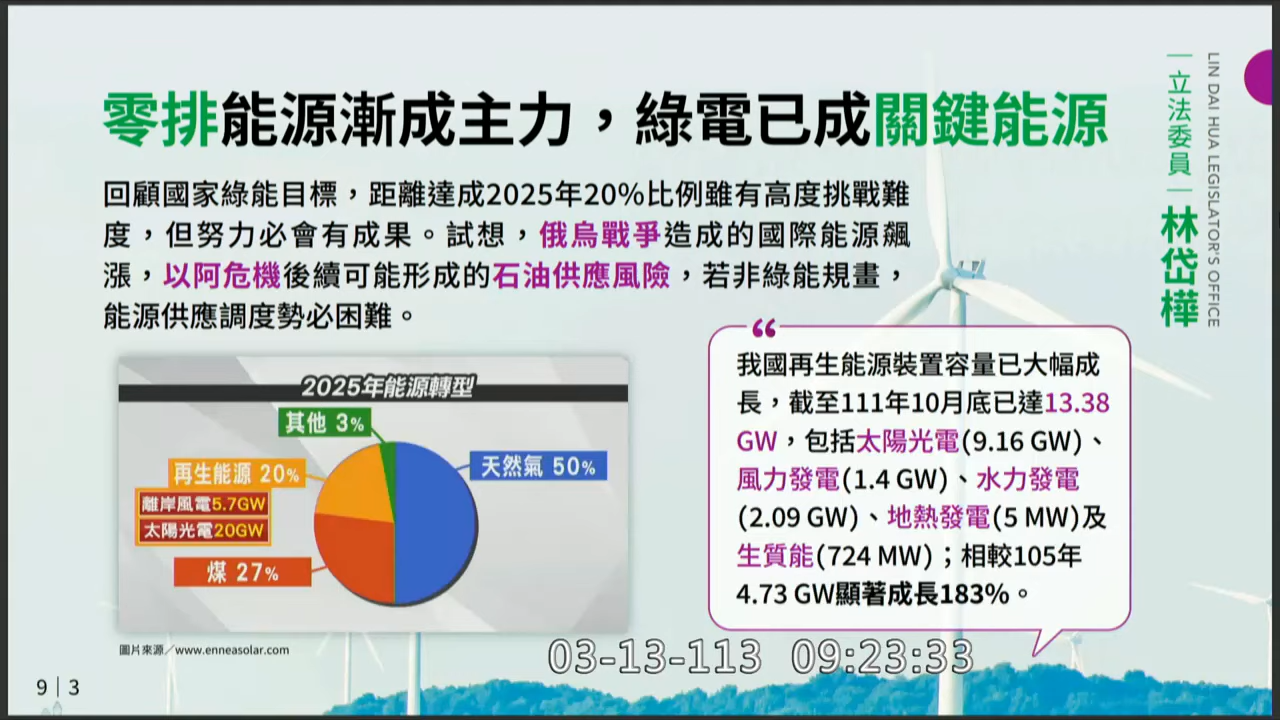 零排能源漸成主力，綠電已成關鍵能源
回顧國家綠能目標，距離達成2025年20%比例雖有高度挑戰難
度，但努力必會有成果。試想，俄烏戰爭造成的國際能源飆
漲，以阿危機後續可能形成的石油供應風險，若非綠能規畫，
能源供應調度勢必困難。
2025年能源轉型
其他 3%
天然氣 50%
再生能源 20%
離岸風電5.7GW
太陽光電20GW
煤 27%
圖片來源／www.enneasolar.com
“
我國再生能源裝置容量已大幅成
長，截至111年10月底已達13.38
GW，包括太陽光電(9.16 GW)、
風力發電(1.4 GW)、水力發電
(2.09 GW)、地熱發電(5 MW)及
生質能(724 MW)；相較105年
4.73 GW顯著成長183%。
立法委員｜林岱樺
LIN DAI HUA LEGISLATOR'S OFFICE
03-13-113 09:23:33
9｜3